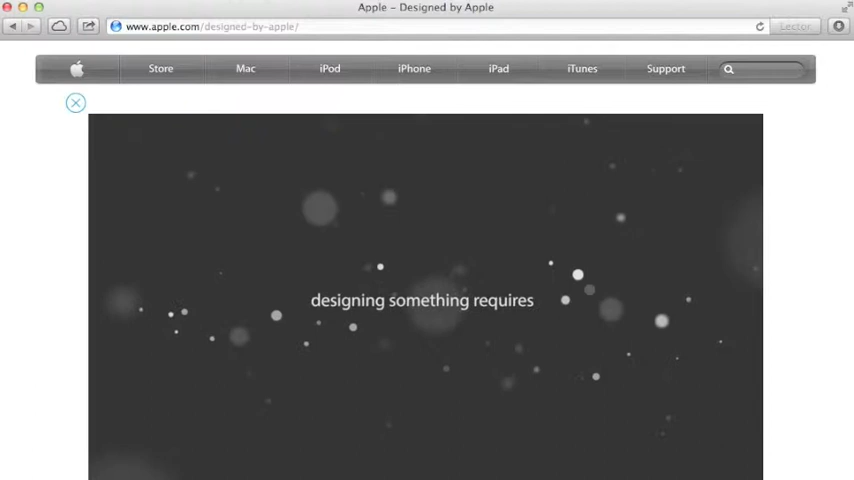 Apple – Designed by Apple
www.apple.com/designed-by-apple/
Lector
Store Mac iPod iPhone iPad iTunes Support
designing something requires